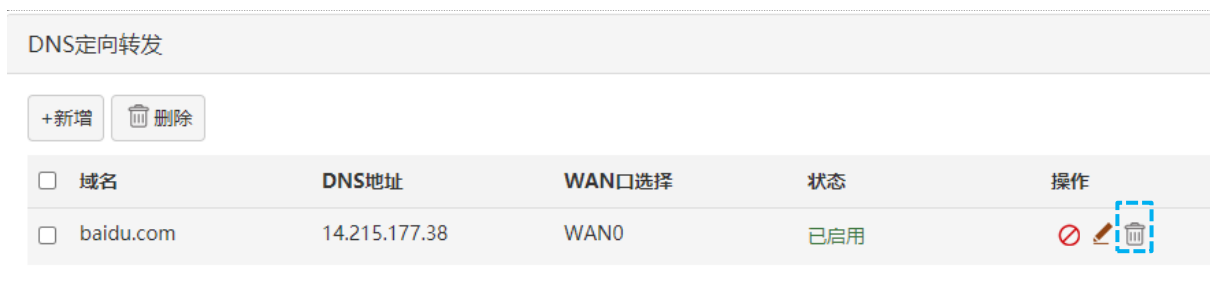 DNS定向转发
+新增 删除
域名 DNS地址 WAN口选择 状态 操作
baidu.com 14.215.177.38 WAN0 已启用